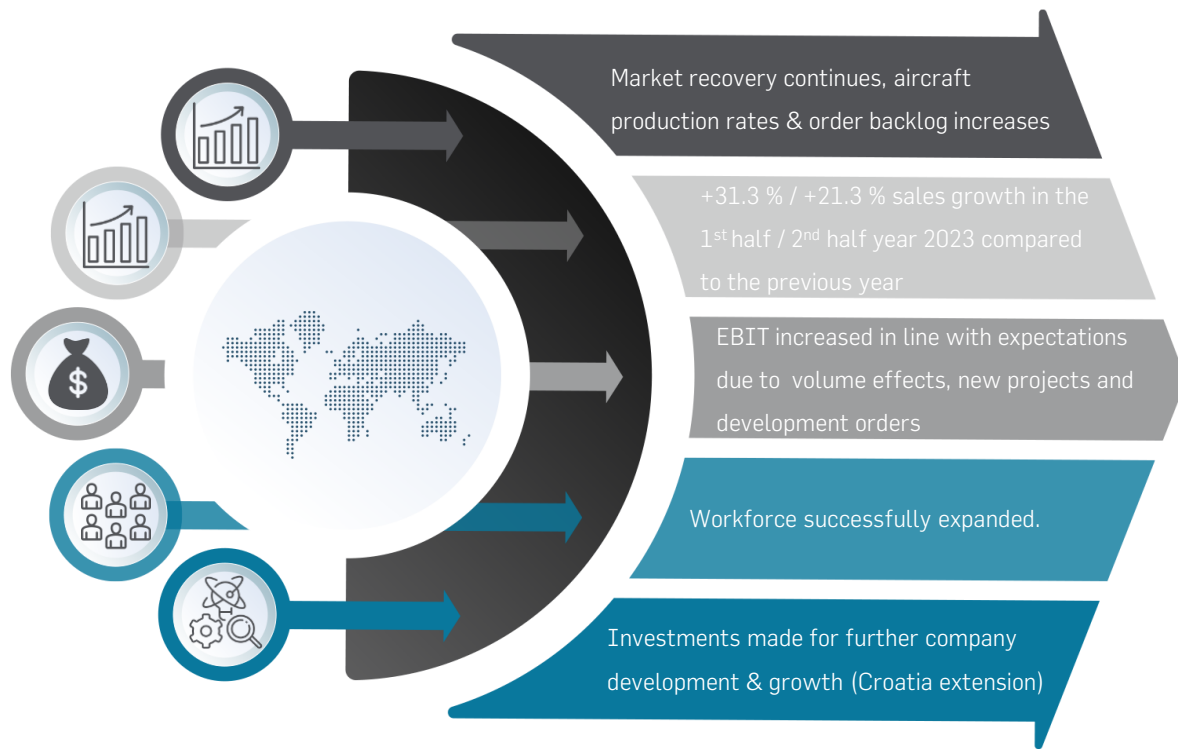 Market recovery continues, aircraft
production rates & order backlog increases
+31.3 % / +21.3 % sales growth in the
1st half / 2nd half year 2023 compared
to the previous year
EBIT increased in line with expectations
due to  volume effects, new projects and
development orders
Workforce successfully expanded.
Investments made for further company
development & growth (Croatia extension)
$